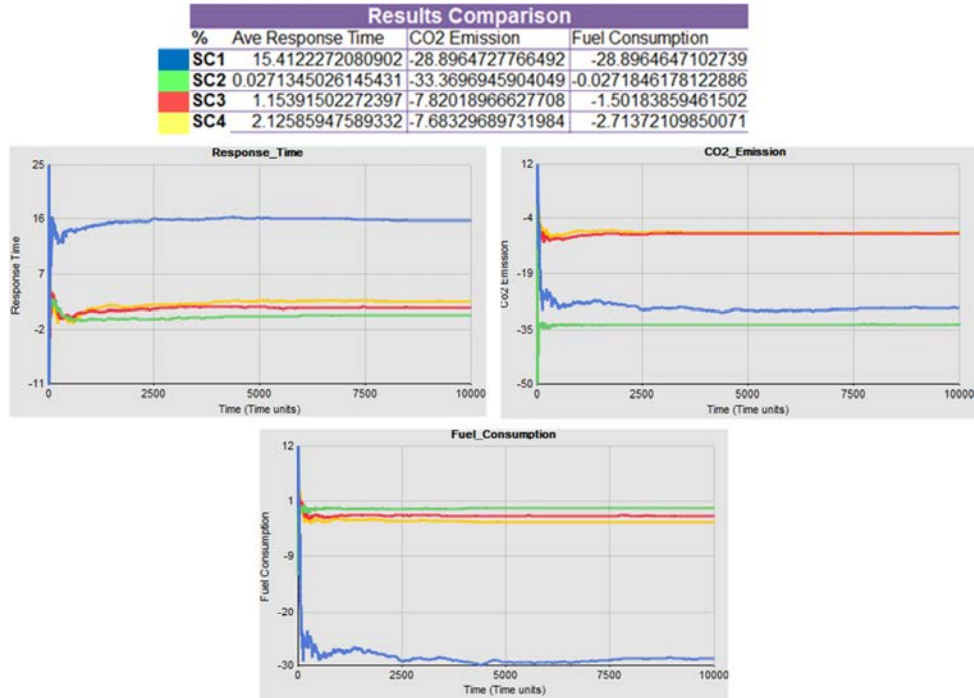 Results Comparison
% Ave Response Time CO2 Emission Fuel Consumption
SC1 15.4122272080902 -28.8964727766492 -28.8964647102739
SC2 0.0271345026145431 -33.3696945904049 -0.0271846178122886
SC3 1.15391502272397 -7.82018966627708 -1.50183859461502
SC4 2.12585947589332 -7.68329689731984 -2.71372109850071
Response_Time
25
16
7
-2
-11
Response Time
0 2500 5000 7500 10000
Time (Time units)
CO2_Emission
12
-4
-19
-35
-50
Co2 Emission
0 2500 5000 7500 10000
Time (Time units)
Fuel_Consumption
12
1
-9
-20
-30
Fuel Consumption
0 2500 5000 7500 10000
Time (Time units)